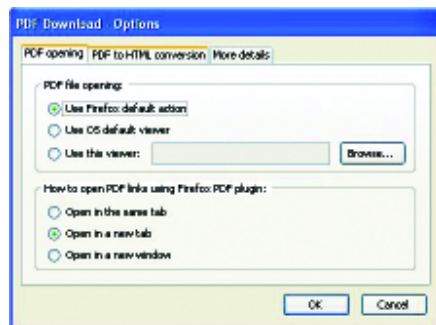 PDF Download - Options
PDF opening PDF to HTML conversion More details
PDF file opening:
Use Firefox default action
Use OS default viewer
Use this viewer: Browse...
How to open PDF links using Firefox PDF plugin:
Open in the same tab
Open in a new tab
Open in a new window
OK Cancel